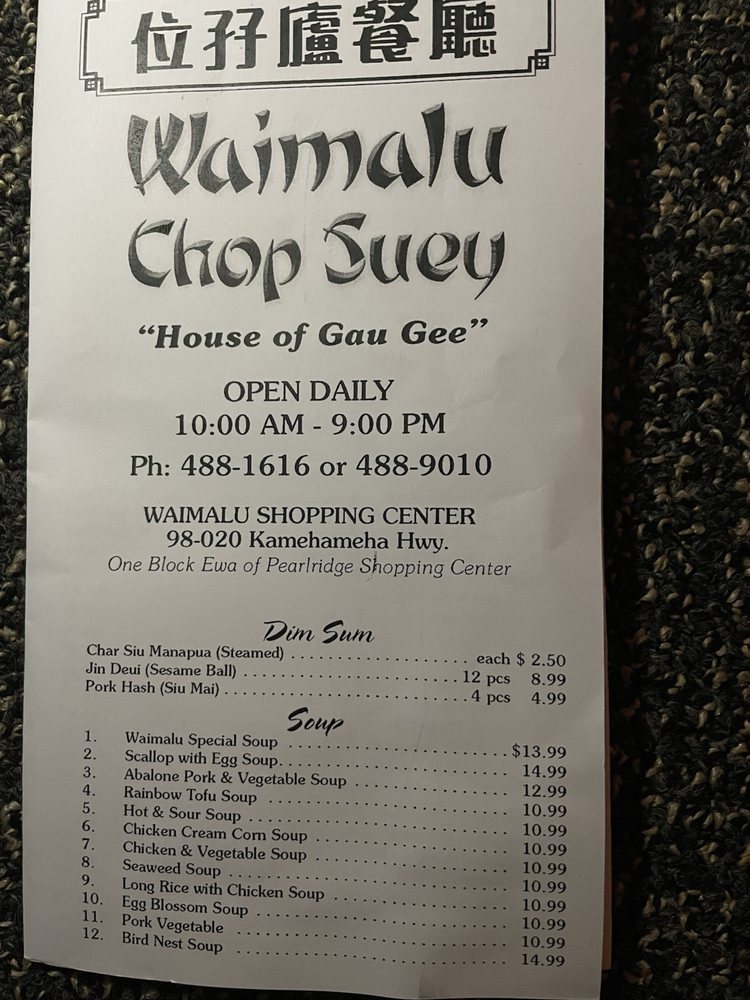 位孖廬餐廳
Waimalu
Chop Suey
"House of Gau Gee"
OPEN DAILY
10:00 AM - 9:00 PM
Ph: 488-1616 or 488-9010
WAIMALU SHOPPING CENTER
98-020 Kamehameha Hwy.
One Block Ewa of Pearlridge Shopping Center
Dim Sum
Char Siu Manapua (Steamed) . . . . . . . . . . . . . . . . . . . each $ 2.50
Jin Deui (Sesame Ball) . . . . . . . . . . . . . . . . . . . . . . . . 12 pcs 8.99
Pork Hash (Siu Mai) . . . . . . . . . . . . . . . . . . . . . . . . . . . 4 pcs 4.99
Soup
1. Waimalu Special Soup . . . . . . . . . . . . . . . . . . . . . . . . $13.99
2. Scallop with Egg Soup. . . . . . . . . . . . . . . . . . . . . . . . . 14.99
3. Abalone Pork & Vegetable Soup . . . . . . . . . . . . . . . . . 12.99
4. Rainbow Tofu Soup . . . . . . . . . . . . . . . . . . . . . . . . . . 10.99
5. Hot & Sour Soup . . . . . . . . . . . . . . . . . . . . . . . . . . . . 10.99
6. Chicken Cream Corn Soup . . . . . . . . . . . . . . . . . . . . . 10.99
7. Chicken & Vegetable Soup . . . . . . . . . . . . . . . . . . . . . 10.99
8. Seaweed Soup . . . . . . . . . . . . . . . . . . . . . . . . . . . . . . 10.99
9. Long Rice with Chicken Soup . . . . . . . . . . . . . . . . . . . 10.99
10. Egg Blossom Soup . . . . . . . . . . . . . . . . . . . . . . . . . . . 10.99
11. Pork Vegetable . . . . . . . . . . . . . . . . . . . . . . . . . . . . . 10.99
12. Bird Nest Soup . . . . . . . . . . . . . . . . . . . . . . . . . . . . . 14.99